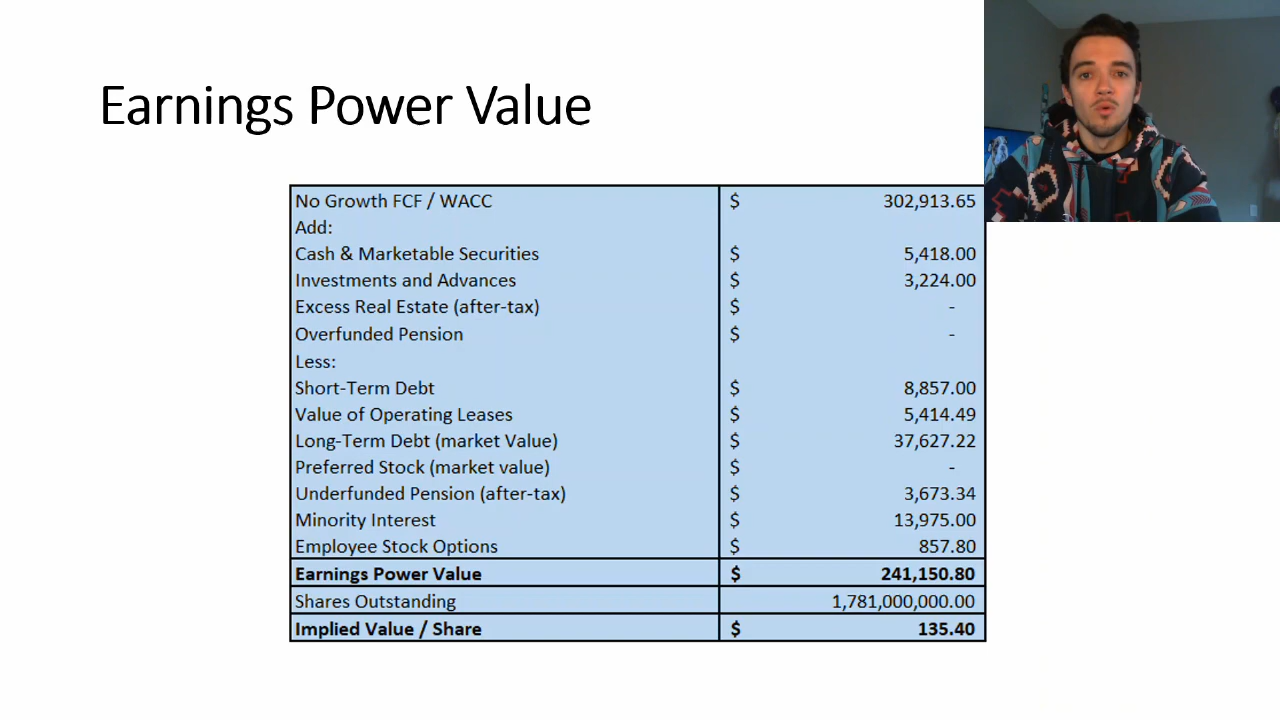 Earnings Power Value
No Growth FCF / WACC $ 302,913.65
Add:
Cash & Marketable Securities $ 5,418.00
Investments and Advances $ 3,224.00
Excess Real Estate (after-tax) $ -
Overfunded Pension $ -
Less:
Short-Term Debt $ 8,857.00
Value of Operating Leases $ 5,414.49
Long-Term Debt (market Value) $ 37,627.22
Preferred Stock (market value) $ -
Underfunded Pension (after-tax) $ 3,673.34
Minority Interest $ 13,975.00
Employee Stock Options $ 857.80
Earnings Power Value $ 241,150.80
Shares Outstanding 1,781,000,000.00
Implied Value / Share $ 135.40